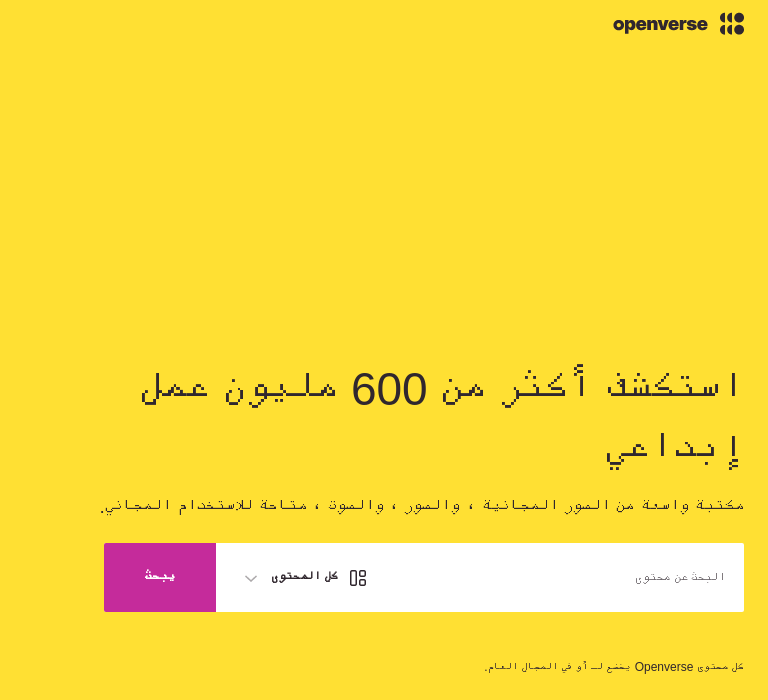 openverse
استكشف أكثر من 600 مليون عمل
إبداعي
مكتبة واسعة من الصور المجانية ، والصور ، والصوت ، متاحة للاستخدام المجاني.
البحث عن محتوى
كل المحتوى
يبحث
كل محتوى Openverse يخضع لـ أو في المجال العام.